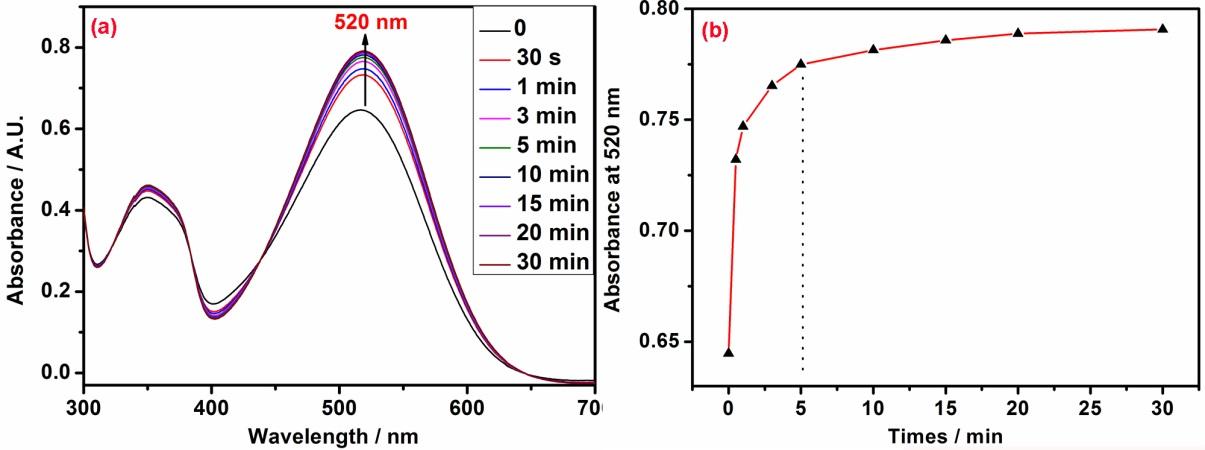 (a)
520 nm
0
30 s
1 min
3 min
5 min
10 min
15 min
20 min
30 min
0.8
0.6
0.4
0.2
0.0
Absorbance / A.U.
300 400 500 600 70
Wavelength / nm
(b)
0.80
0.75
0.70
0.65
Absorbance at 520 nm
0 5 10 15 20 25 30
Times / min